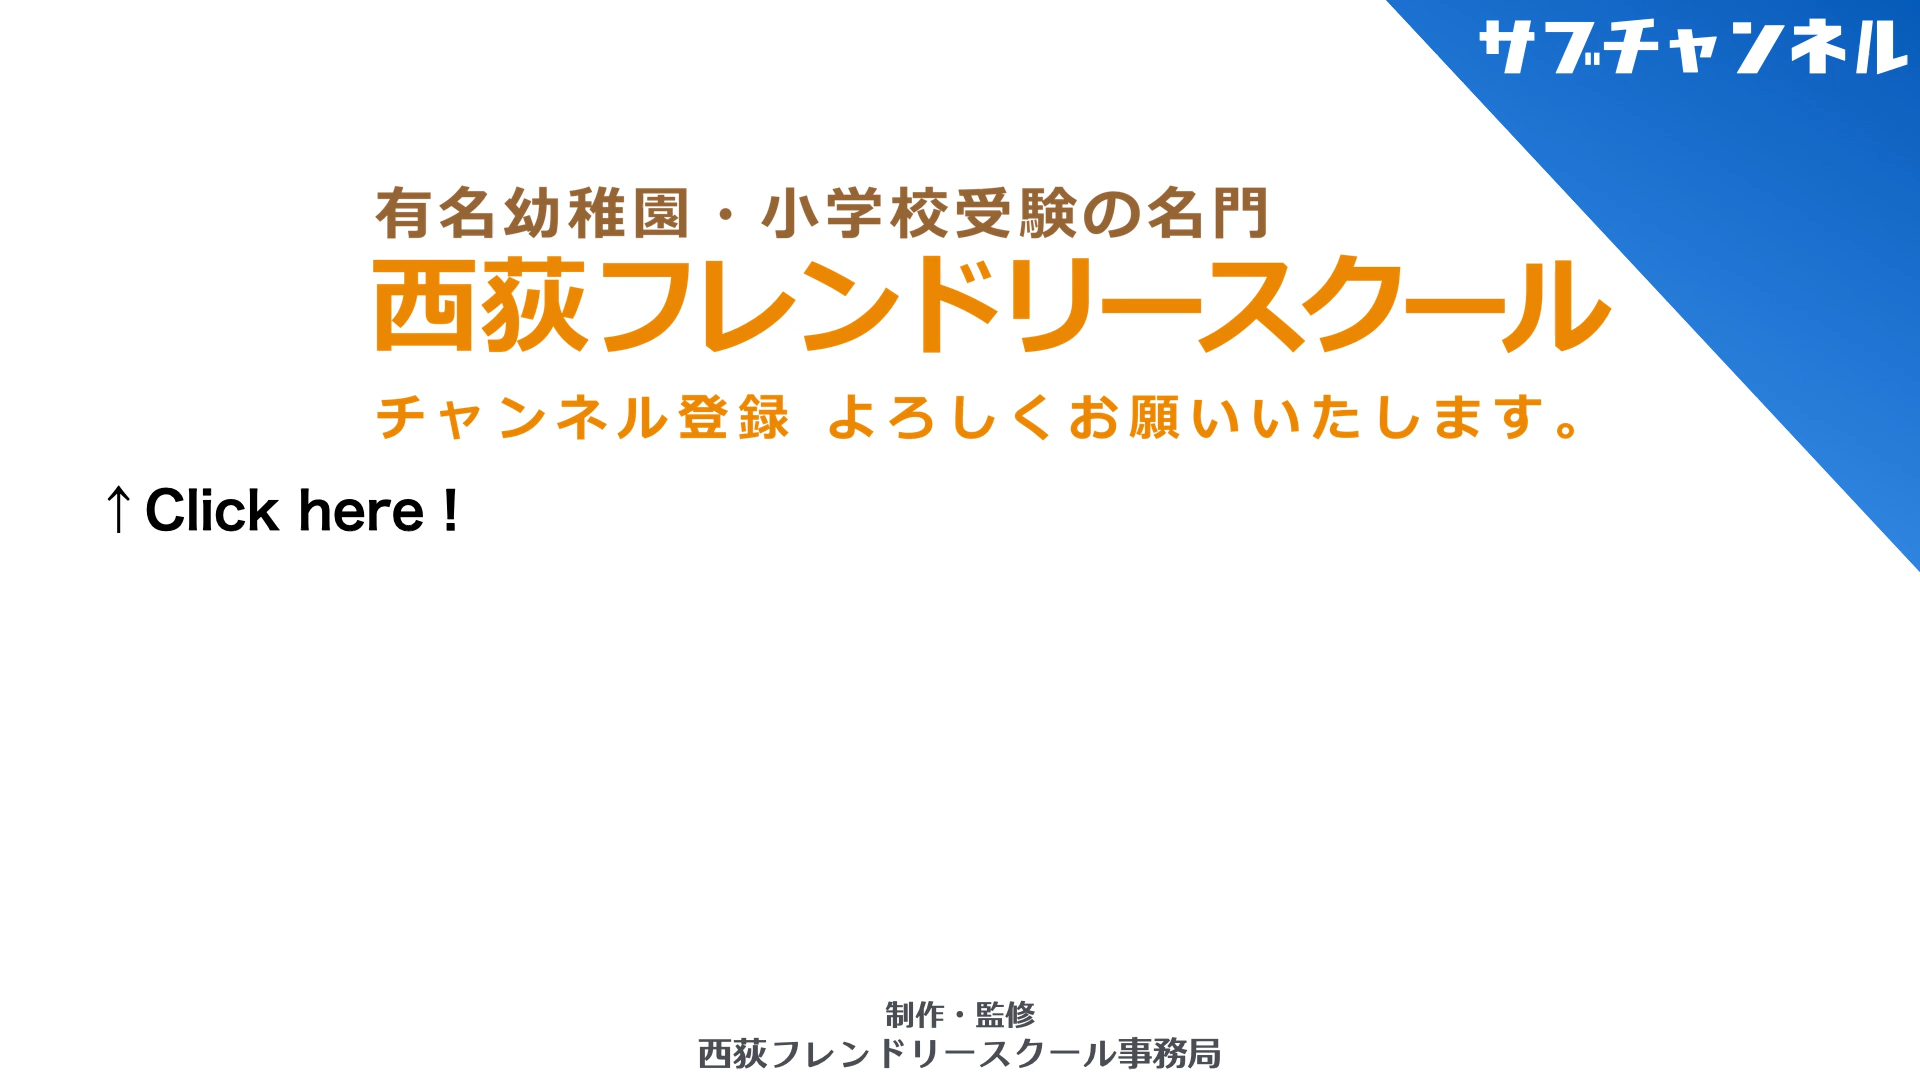 サブチャンネル
有名幼稚園・小学校受験の名門
西荻フレンドリースクール
チャンネル登録 よろしくお願いいたします。
↑Click here !
制作・監修
西荻フレンドリースクール事務局